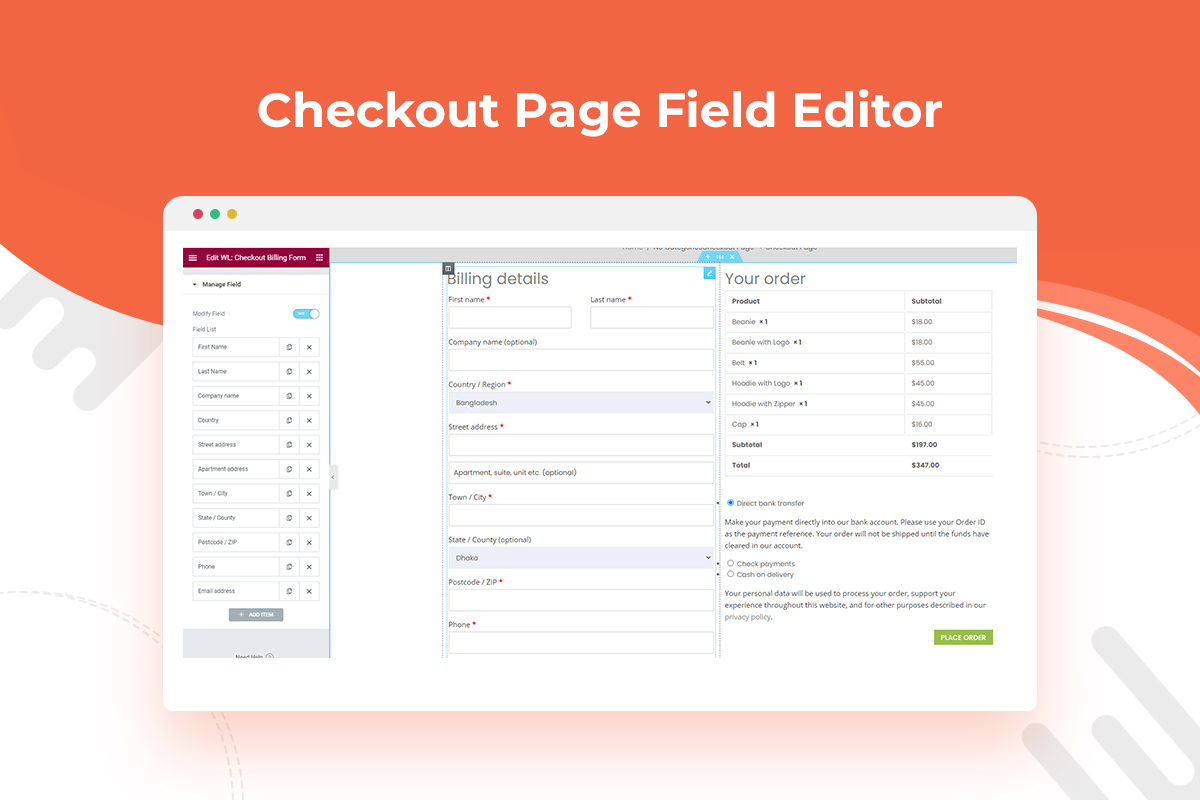 Checkout Page Field Editor
Edit WL: Checkout Billing Form
Manage Field
Modify Field
Field List
First Name
Last Name
Company name
Country
Street address
Apartment address
Town / City
State / County
Postcode / ZIP
Phone
Email address
+ ADD ITEM
Need Help
Billing details
First name *
Last name *
Company name (optional)
Country / Region *
Bangladesh
Street address *
Apartment, suite, unit etc. (optional)
Town / City *
State / County (optional)
Dhaka
Postcode / ZIP *
Phone *
Your order
Product Subtotal
Beanie × 1 $18.00
Beanie with Logo × 1 $18.00
Belt × 1 $55.00
Hoodie with Logo × 1 $45.00
Hoodie with Zipper × 1 $45.00
Cap × 1 $16.00
Subtotal $197.00
Total $347.00
Direct bank transfer
Make your payment directly into our bank account. Please use your Order ID
as the payment reference. Your order will not be shipped until the funds have
cleared in our account.
Check payments
Cash on delivery
Your personal data will be used to process your order, support your
experience throughout this website, and for other purposes described in our
privacy policy.
PLACE ORDER